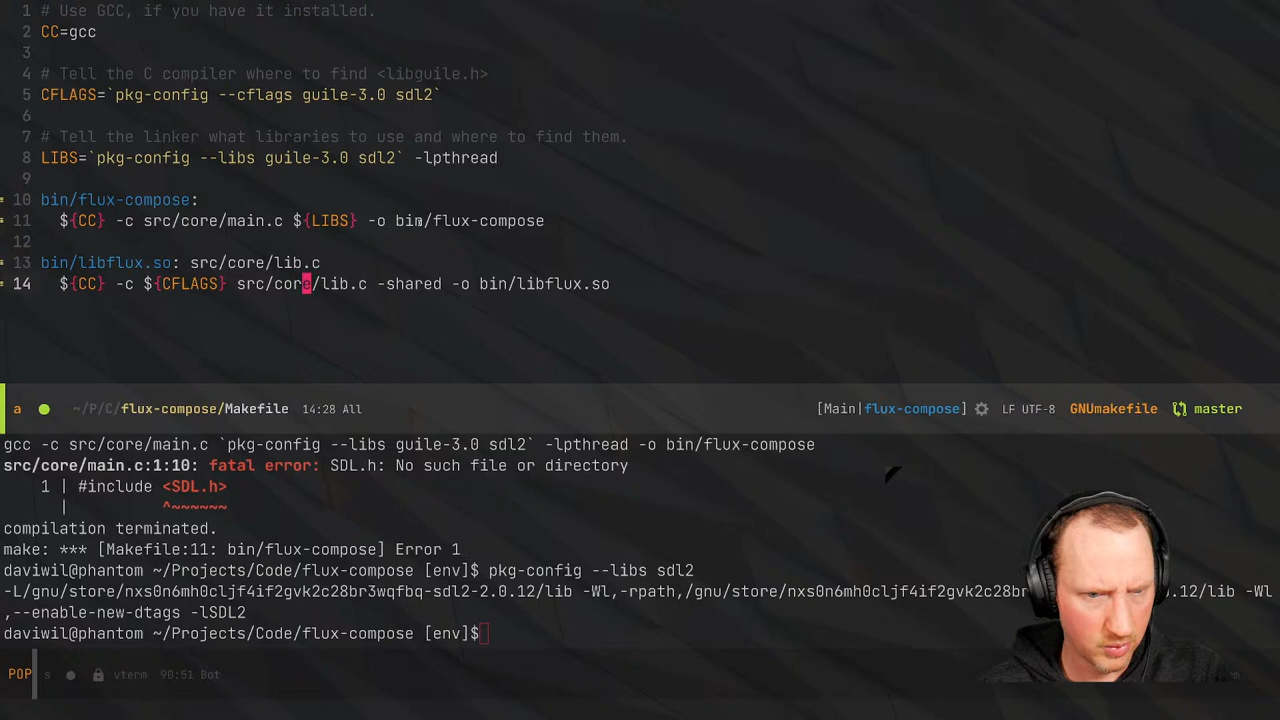 1 # Use GCC, if you have it installed.
2 CC=gcc
3
4 # Tell the C compiler where to find <libguile.h>
5 CFLAGS=`pkg-config --cflags guile-3.0 sdl2`
6
7 # Tell the linker what libraries to use and where to find them.
8 LIBS=`pkg-config --libs guile-3.0 sdl2` -lpthread
9
10 bin/flux-compose:
11 ${CC} -c src/core/main.c ${LIBS} -o bin/flux-compose
12
13 bin/libflux.so: src/core/lib.c
14 ${CC} -c ${CFLAGS} src/core/lib.c -shared -o bin/libflux.so
a ~/P/C/flux-compose/Makefile 14:28 All [Main|flux-compose] LF UTF-8 GNUmakefile master
gcc -c src/core/main.c `pkg-config --libs guile-3.0 sdl2` -lpthread -o bin/flux-compose
src/core/main.c:1:10: fatal error: SDL.h: No such file or directory
1 | #include <SDL.h>
| ^~~~~~
compilation terminated.
make: *** [Makefile:11: bin/flux-compose] Error 1
daviwil@phantom ~/Projects/Code/flux-compose [env]$ pkg-config --libs sdl2
-L/gnu/store/nxs0n6mh0cljf4if2gvk2c28br3wqfbq-sdl2-2.0.12/lib -Wl,-rpath,/gnu/store/nxs0n6mh0cljf4if2gvk2c28br .0.12/lib -Wl
,--enable-new-dtags -lSDL2
daviwil@phantom ~/Projects/Code/flux-compose [env]$
POP s vterm 90:51 Bot